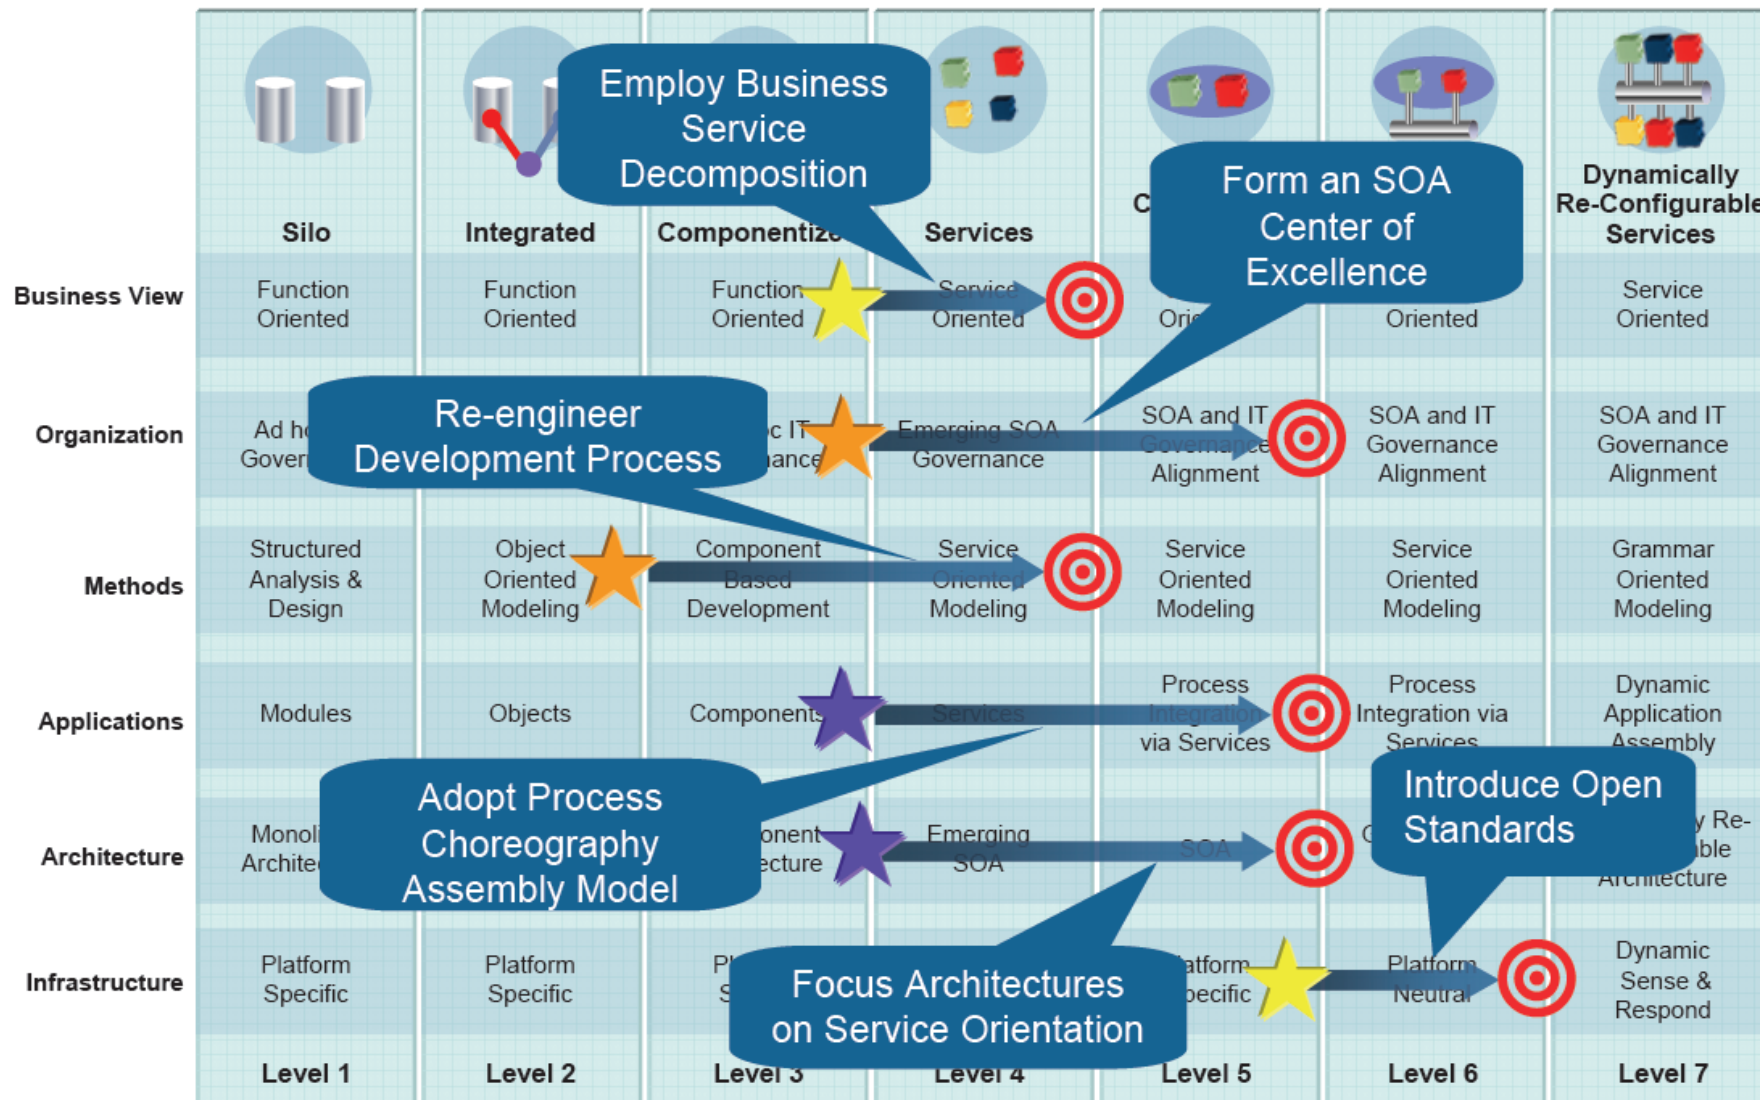 Employ Business
Service
Decomposition
Form an SOA
Center of
Excellence
Silo
Integrated
Services
Dynamically
Re-Configurable
Services
Business View
Function
Oriented
Function
Oriented
Function
Oriented
Service
Oriented
Oriented
Service
Oriented
Re-engineer
Development Process
Organization
Emerging SOA
Governance
SOA and IT
Governance
Alignment
SOA and IT
Governance
Alignment
SOA and IT
Governance
Alignment
Methods
Structured
Analysis &
Design
Object
Oriented
Modeling
Component
Based
Development
Service
Oriented
Modeling
Service
Oriented
Modeling
Service
Oriented
Modeling
Grammar
Oriented
Modeling
Applications
Modules
Objects
Components
Services
Process
Integration
via Services
Process
Integration via
Services
Dynamic
Application
Assembly
Adopt Process
Choreography
Assembly Model
Introduce Open
Standards
Architecture
Emerging
SOA
SOA
Architecture
Infrastructure
Platform
Specific
Platform
Specific
Focus Architectures
on Service Orientation
Platform
Neutral
Dynamic
Sense &
Respond
Level 1
Level 2
Level 3
Level 4
Level 5
Level 6
Level 7